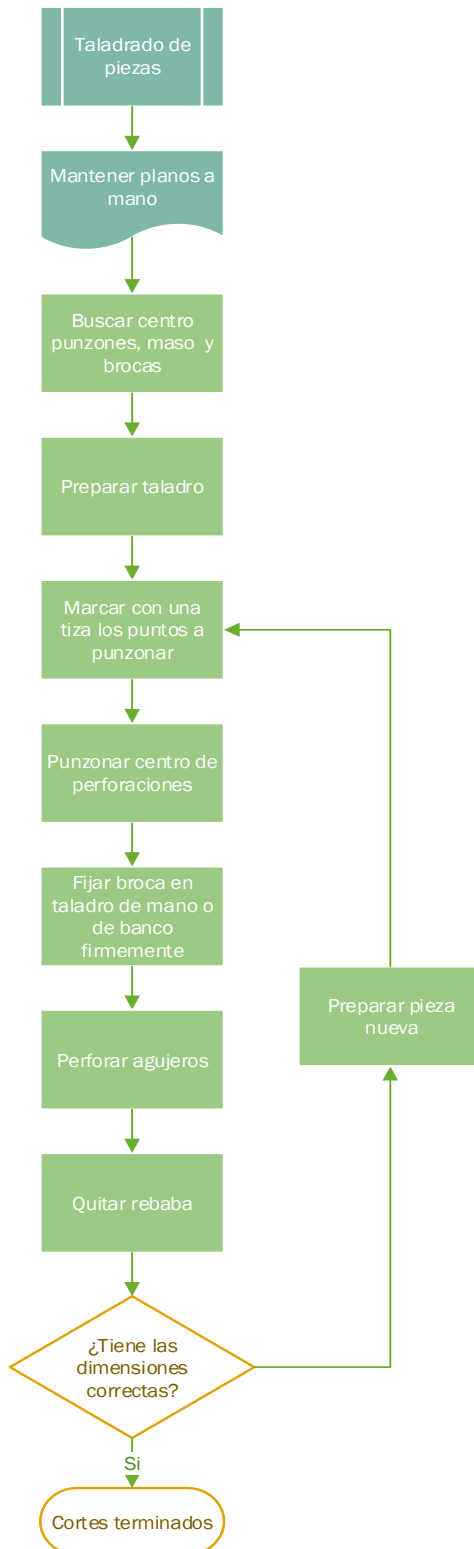 Taladrado de
piezas
Mantener planos a
mano
Buscar centro
punzones, maso y
brocas
Preparar taladro
Marcar con una
tiza los puntos a
punzonar
Punzonar centro de
perforaciones
Fijar broca en
taladro de mano o
de banco
firmemente
Preparar pieza
nueva
Perforar agujeros
Quitar rebaba
¿Tiene las
dimensiones
correctas?
Si
Cortes terminados